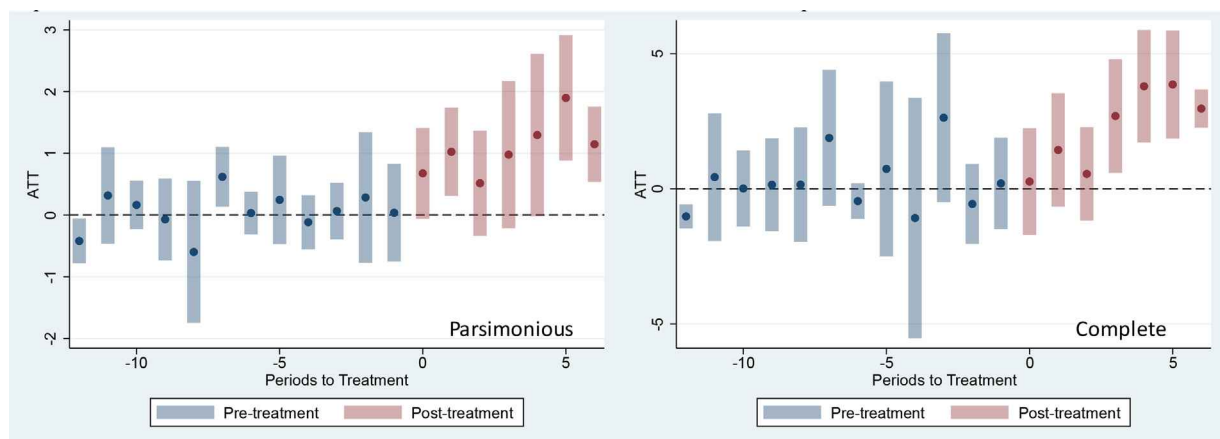 3
2
1
0
-1
-2
ATT
Parsimonious
-10
-5
0
5
Periods to Treatment
Pre-treatment
Post-treatment
5
0
-5
ATT
Complete
-10
-5
0
5
Periods to Treatment
Pre-treatment
Post-treatment